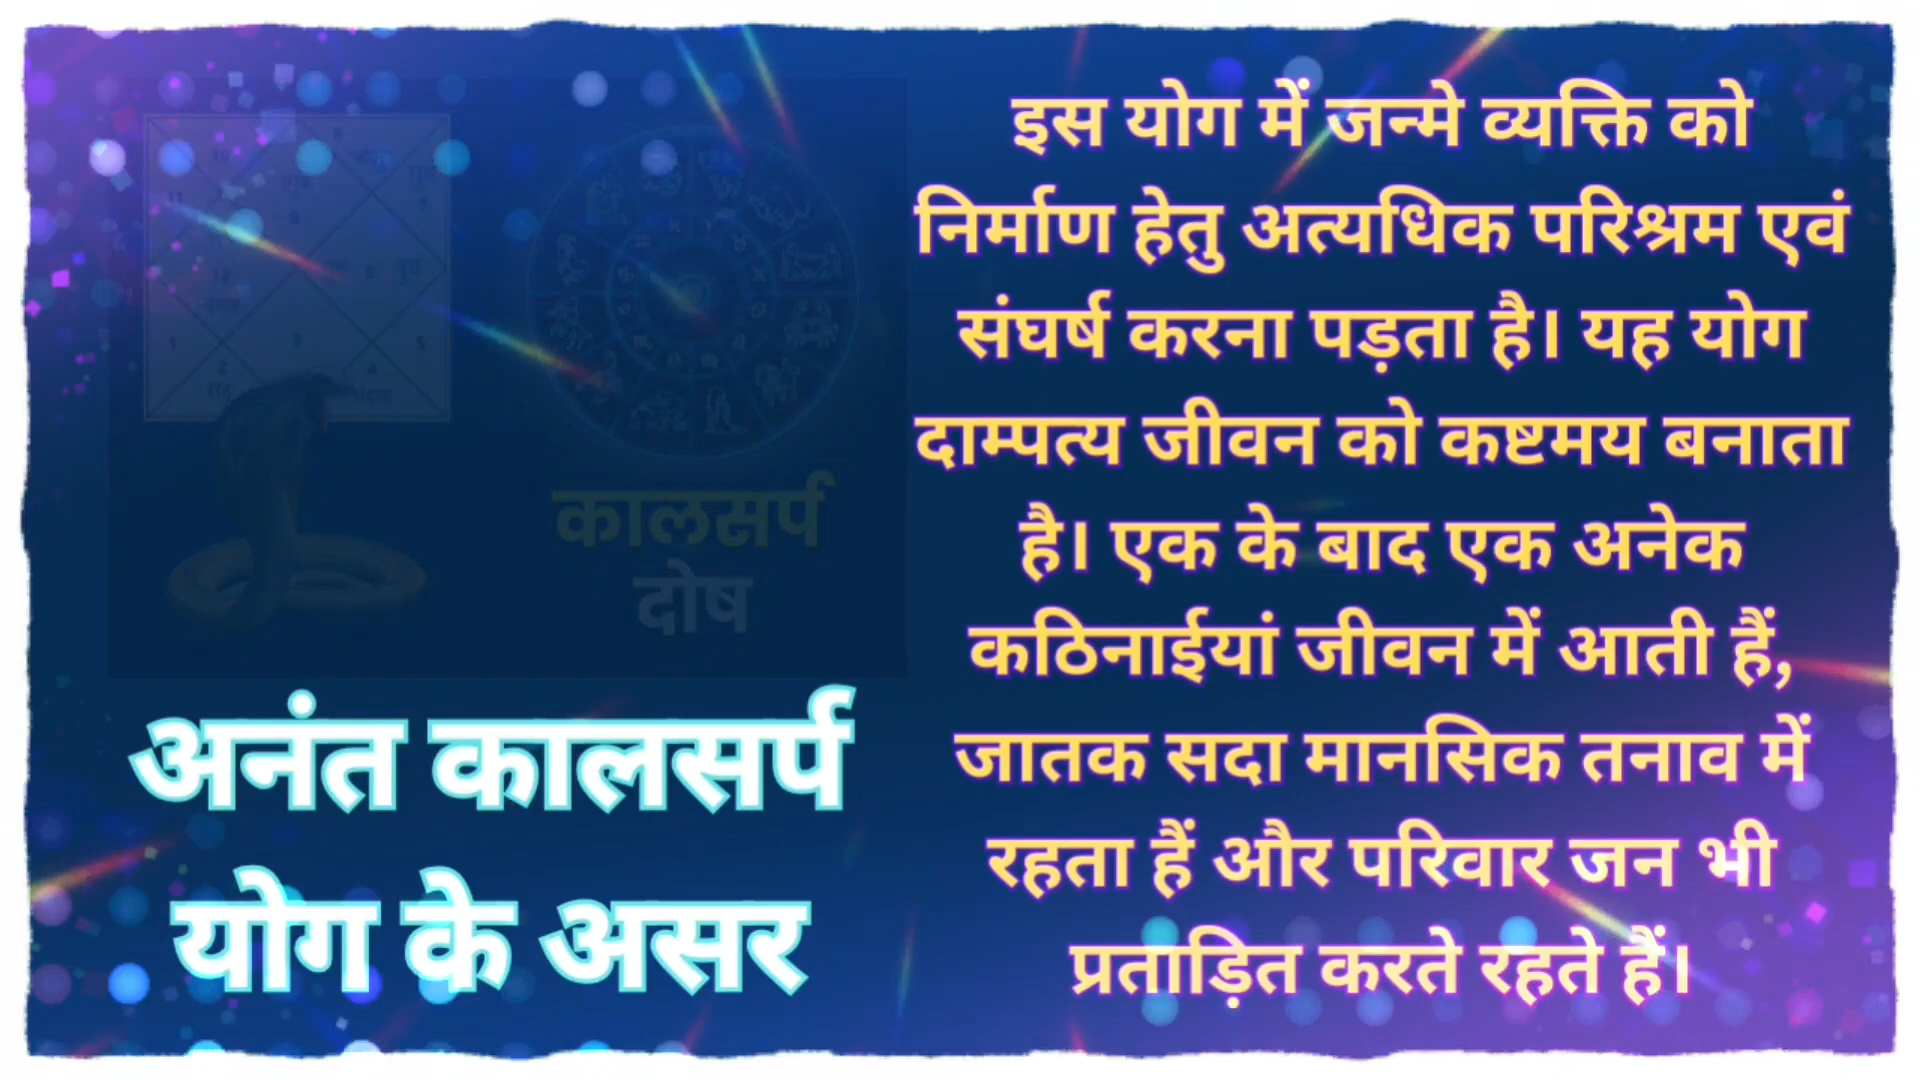 कालसर्प
दोष
अनंत कालसर्प
योग के असर
इस योग में जन्मे व्यक्ति को
निर्माण हेतु अत्यधिक परिश्रम एवं
संघर्ष करना पड़ता है। यह योग
दाम्पत्य जीवन को कष्टमय बनाता
है। एक के बाद एक अनेक
कठिनाईयां जीवन में आती हैं,
जातक सदा मानसिक तनाव में
रहता हैं और परिवार जन भी
प्रताड़ित करते रहते हैं।